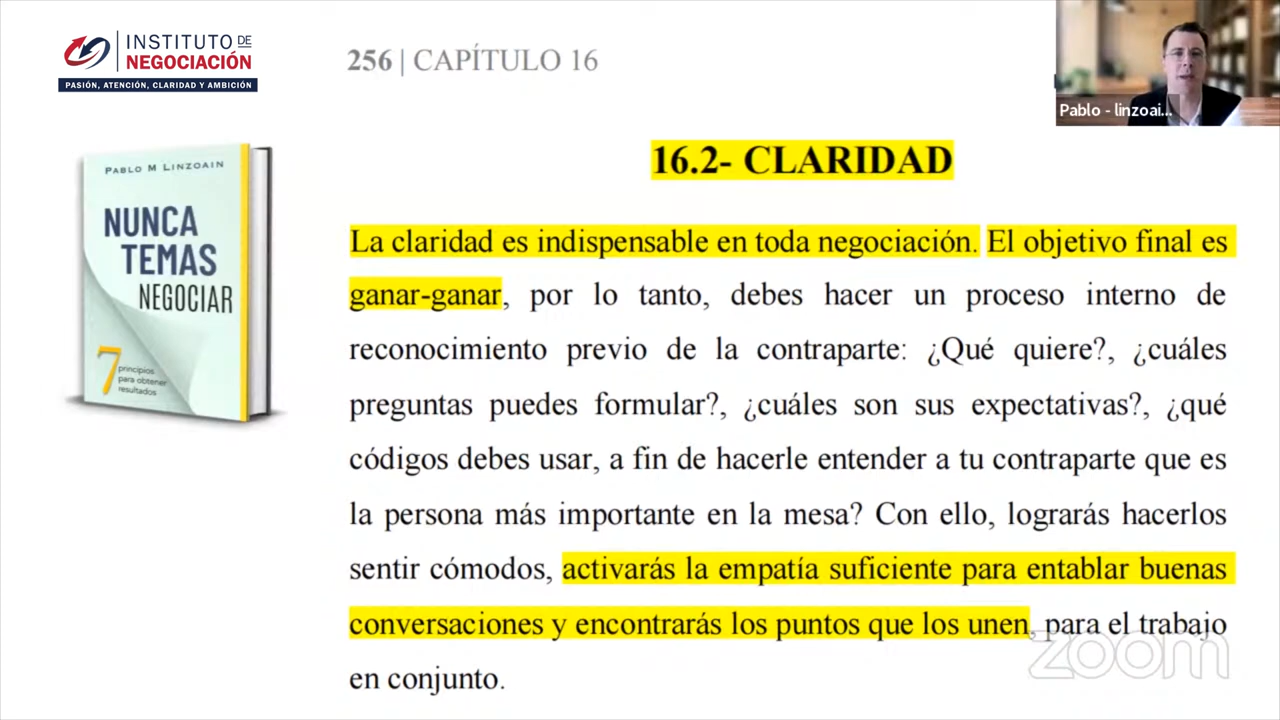 INSTITUTO DE
NEGOCIACIÓN
PASIÓN, ATENCIÓN, CLARIDAD Y AMBICIÓN
256 | CAPÍTULO 16
Pablo - linzoai...
PABLO M LINZOAIN
NUNCA
TEMAS
NEGOCIAR
7 principios
para obtener
resultados
16.2- CLARIDAD
La claridad es indispensable en toda negociación. El objetivo final es
ganar-ganar, por lo tanto, debes hacer un proceso interno de
reconocimiento previo de la contraparte: ¿Qué quiere?, ¿cuáles
preguntas puedes formular?, ¿cuáles son sus expectativas?, ¿qué
códigos debes usar, a fin de hacerle entender a tu contraparte que es
la persona más importante en la mesa? Con ello, lograrás hacerlos
sentir cómodos, activarás la empatía suficiente para entablar buenas
conversaciones y encontrarás los puntos que los unen, para el trabajo
en conjunto.
zoom